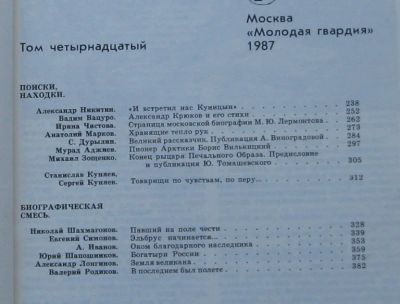 Москва
«Молодая гвардия»
Том четырнадцатый 1987
ПОИСКИ,
НАХОДКИ.
Александр Никитин. «И встретил нас Куницын» 238
Вадим Вацуро. Александр Крюков и его стихи 252
Ирина Чистова. Страница московской биографии М. Ю. Лермонтова 262
Анатолий Марков. Хранящие тепло рук 273
С. Дурылин. Великий рассказчик. Публикация А. Виноградовой 284
Мурад Аджиев. Пионер Арктики Борис Вилькицкий 297
Михаил Зощенко. Конец рыцаря Печального Образа. Предисловие
и публикация Ю. Томашевского 305
Станислав Куняев,
Сергей Куняев. Товарищи по чувствам, по перу... 312
БИОГРАФИЧЕСКАЯ
СМЕСЬ.
Николай Шахмагонов. Павший на поле чести 328
Евгений Симонов. Эльбрус начинается... 339
А. Иванов. Оком благодарного наследника 353
Юрий Шапошников. Богатыри России 359
Александр Лонгинов. Земля великана 375
Валерий Родиков. В последнем был полете 382